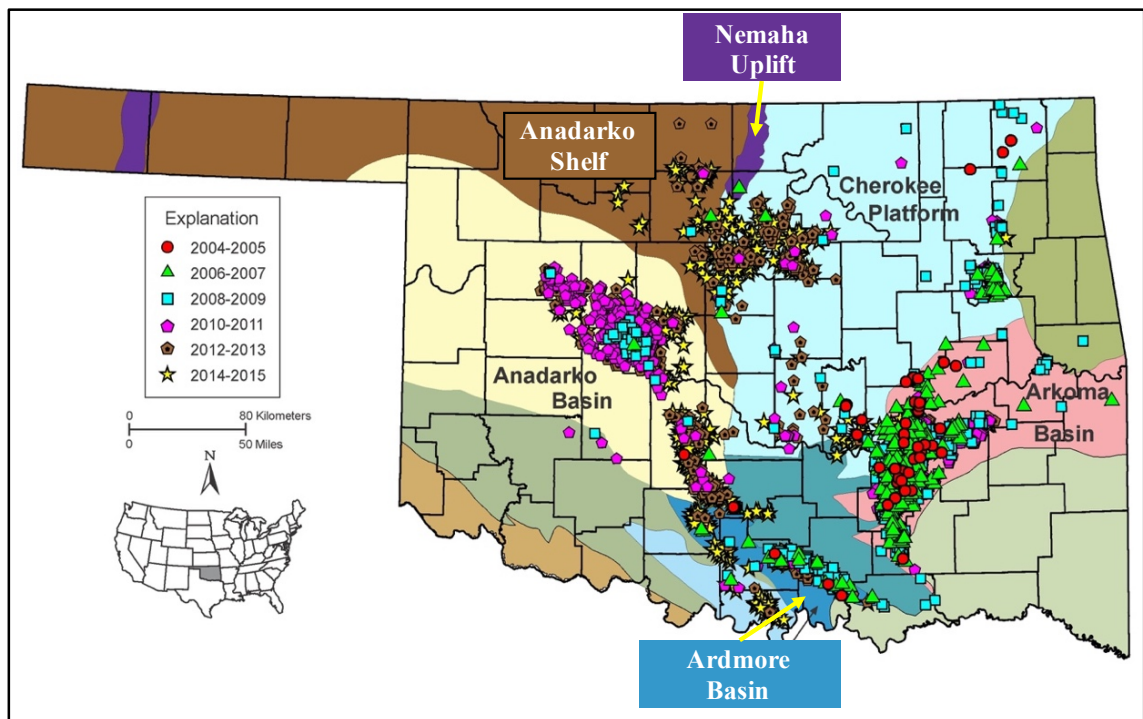 Nemaha
Uplift
Anadarko
Shelf
Cherokee
Platform
Explanation
2004-2005
2006-2007
2008-2009
2010-2011
2012-2013
2014-2015
0 80 Kilometers
0 50 Miles
N
Anadarko
Basin
Arkoma
Basin
Ardmore
Basin